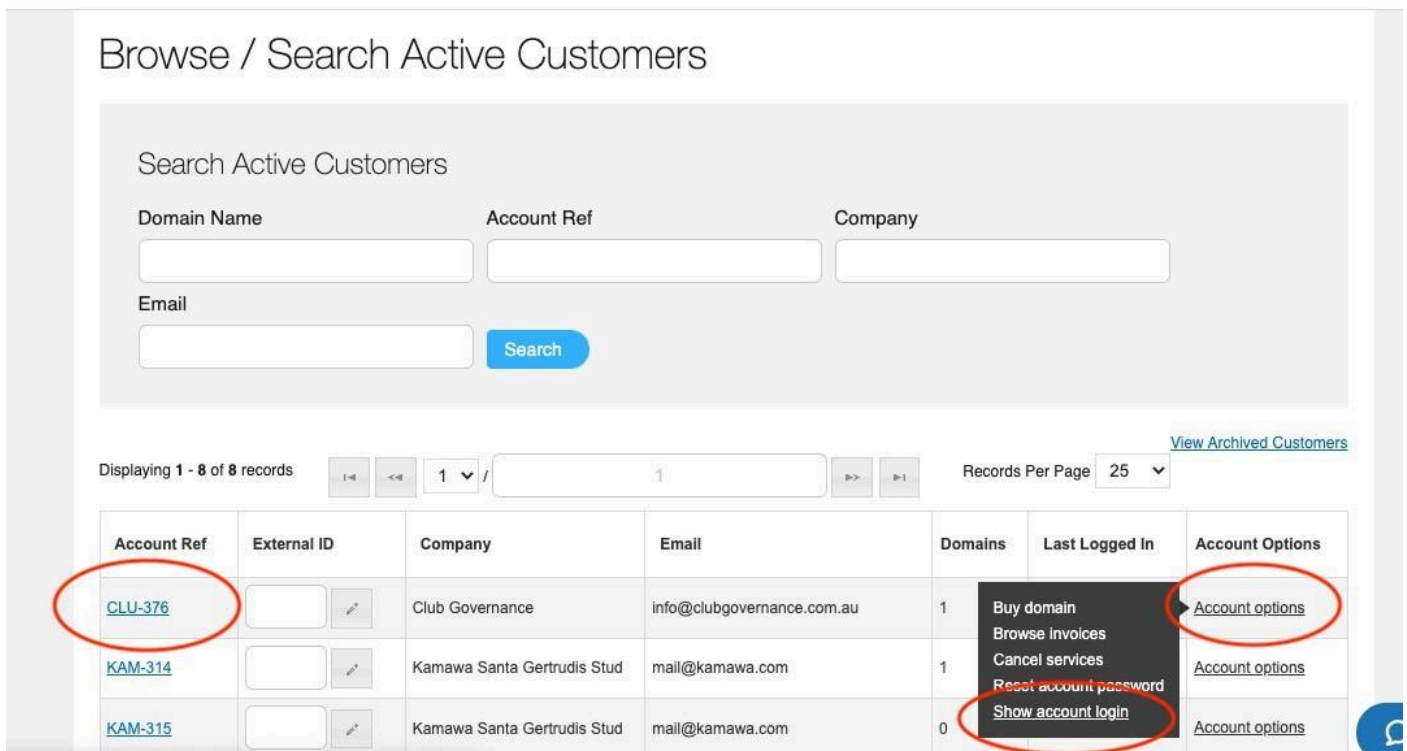 Browse / Search Active Customers
Search Active Customers
Domain Name Account Ref Company
Email
Search
View Archived Customers
Displaying 1 - 8 of 8 records 1 / 1 Records Per Page 25
Account Ref External ID Company Email Domains Last Logged In Account Options
CLU-376 Club Governance info@clubgovernance.com.au 1 Account options
KAM-314 Kamawa Santa Gertrudis Stud mail@kamawa.com 1 Account options
KAM-315 Kamawa Santa Gertrudis Stud mail@kamawa.com 0 Account options
Buy domain
Browse invoices
Cancel services
Reset account password
Show account login